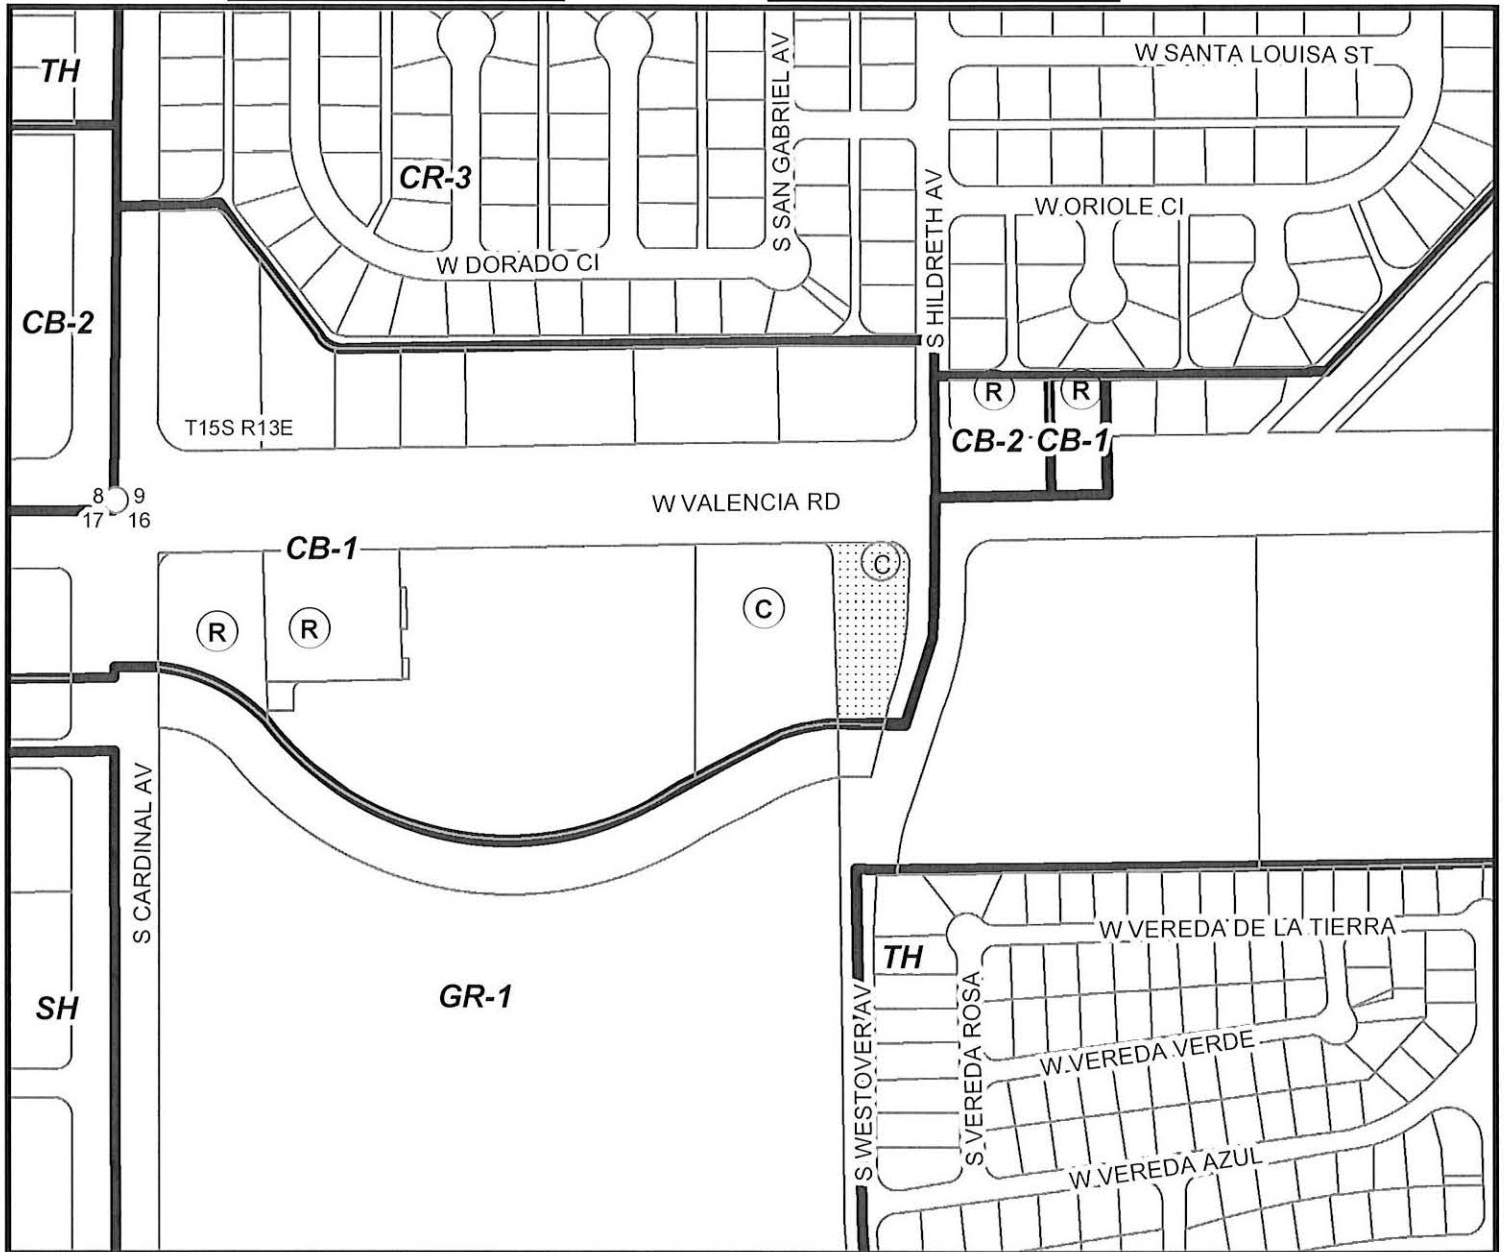 W SANTA LOUISA ST
TH
S SAN GABRIEL AV
CR-3
S HILDRETH AV
W ORIOLE CI
W DORADO CI
CB-2
R
R
T15S R13E
CB-2
CB-1
8
9
17
16
W VALENCIA RD
CB-1
C
C
R
R
S CARDINAL AV
W VEREDA DE LA TIERRA
TH
GR-1
SH
S WESTOVER AV
S VEREDA ROSA
W VEREDA VERDE
W VEREDA AZUL